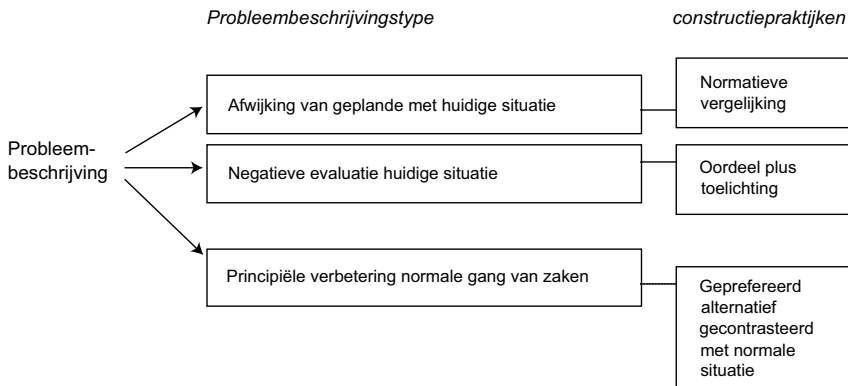 Probleembeschrijvingstype
constructiepraktijken
Probleem-
beschrijving
Afwijking van geplande met huidige situatie
Normatieve
vergelijking
Negatieve evaluatie huidige situatie
Oordeel plus
toelichting
Principiële verbetering normale gang van zaken
Geprefereerd
alternatief
gecontrasteerd
met normale
situatie